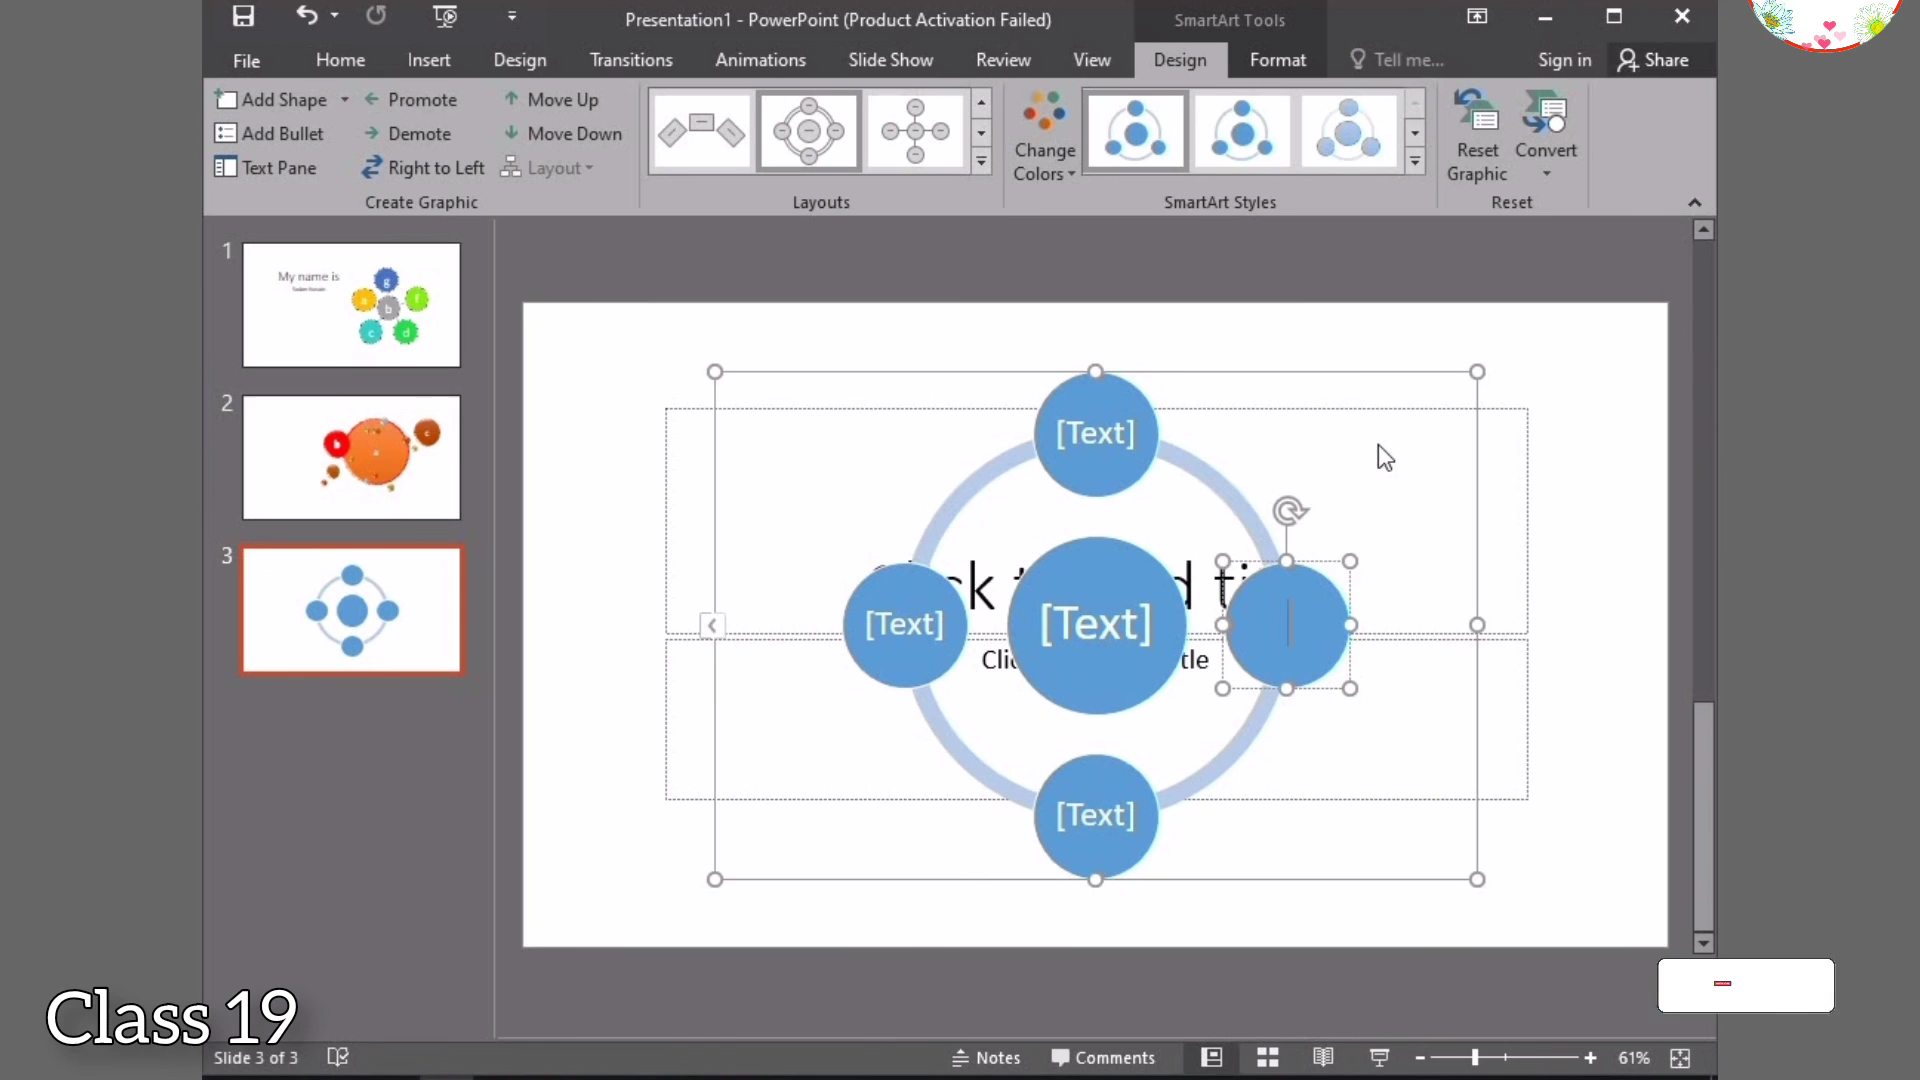 Presentation1 - PowerPoint (Product Activation Failed)
SmartArt Tools
File
Home
Insert
Design
Transitions
Animations
Slide Show
Review
View
Design
Format
Tell me...
Sign in
Share
Add Shape
Promote
Move Up
Add Bullet
Demote
Move Down
Text Pane
Right to Left
Layout
Create Graphic
Layouts
Change
Colors
SmartArt Styles
Reset
Graphic
Convert
Reset
1
My name is
g
a
f
b
c
d
2
3
[Text]
[Text]
[Text]
[Text]
Class 19
Slide 3 of 3
Notes
Comments
61%